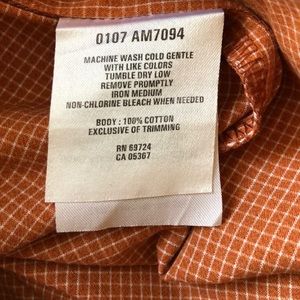 0107 AM7094
MACHINE WASH COLD GENTLE
WITH LIKE COLORS
TUMBLE DRY LOW
REMOVE PROMPTLY
IRON MEDIUM
NON-CHLORINE BLEACH WHEN NEEDED
BODY : 100% COTTON
EXCLUSIVE OF TRIMMING
RN 69724
CA 05367